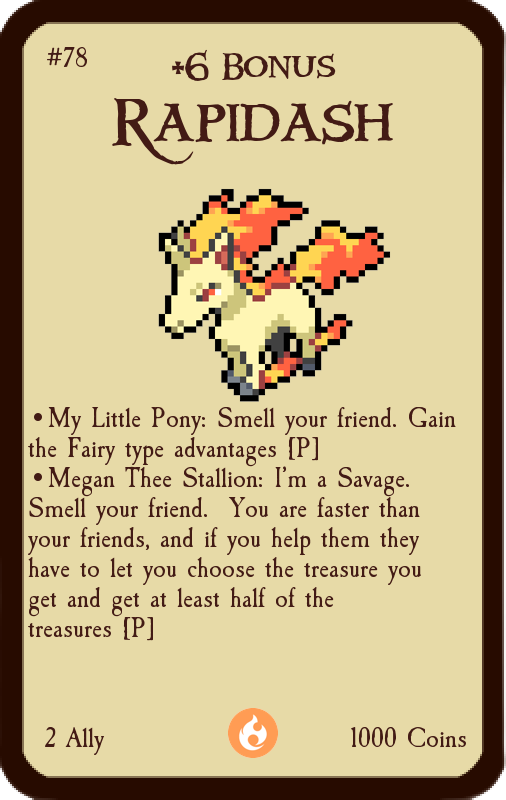 #78
+6 Bonus
Rapidash
•My Little Pony: Smell your friend. Gain
the Fairy type advantages {P]
•Megan Thee Stallion: I'm a Savage.
Smell your friend.  You are faster than
your friends, and if you help them they
have to let you choose the treasure you
get and get at least half of the
treasures {P]
2 Ally
1000 Coins